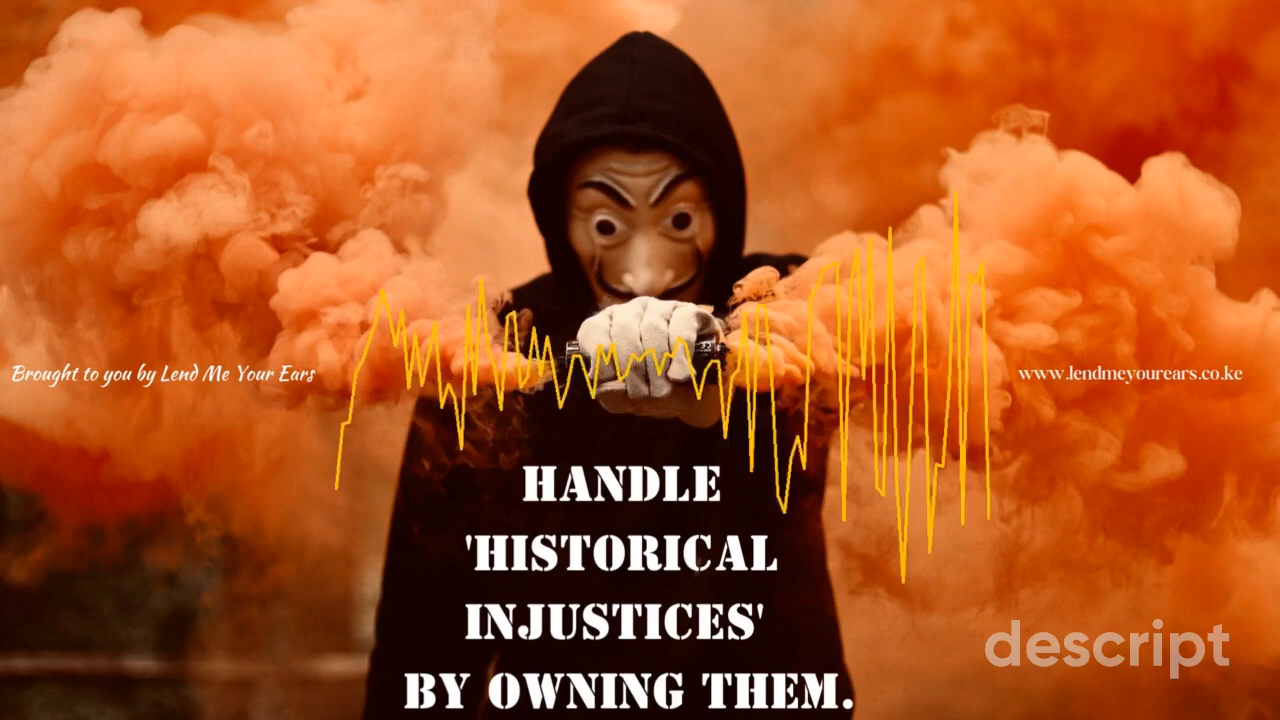 Brought to you by Lend Me Your Ears
www.lendmeyourears.co.ke
HANDLE
'HISTORICAL
INJUSTICES'
BY OWNING THEM.
descript